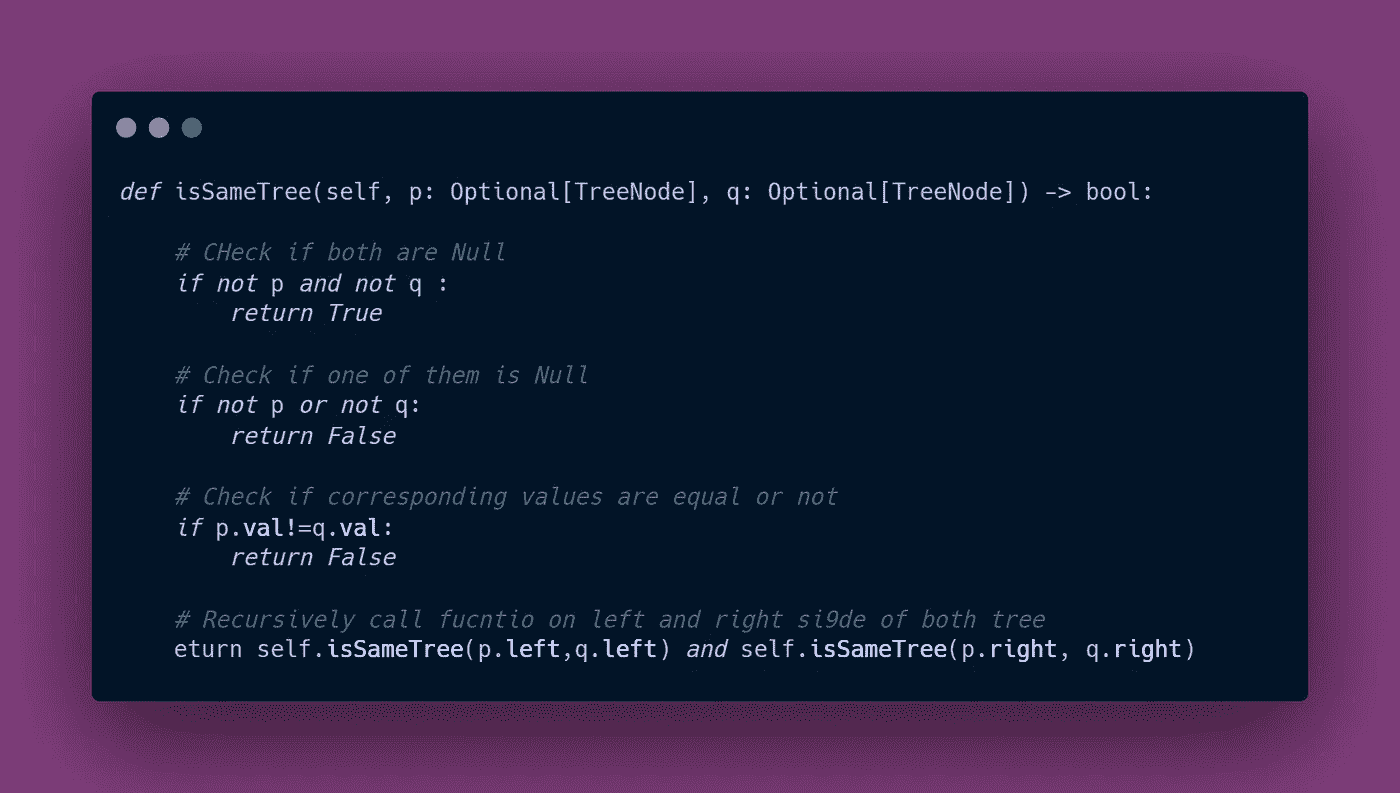 def isSameTree(self, p: Optional[TreeNode], q: Optional[TreeNode]) -> bool:
# CHeck if both are Null
if not p and not q :
return True
# Check if one of them is Null
if not p or not q:
return False
# Check if corresponding values are equal or not
if p.val!=q.val:
return False
# Recursively call fucntio on left and right si9de of both tree
eturn self.isSameTree(p.left,q.left) and self.isSameTree(p.right, q.right)